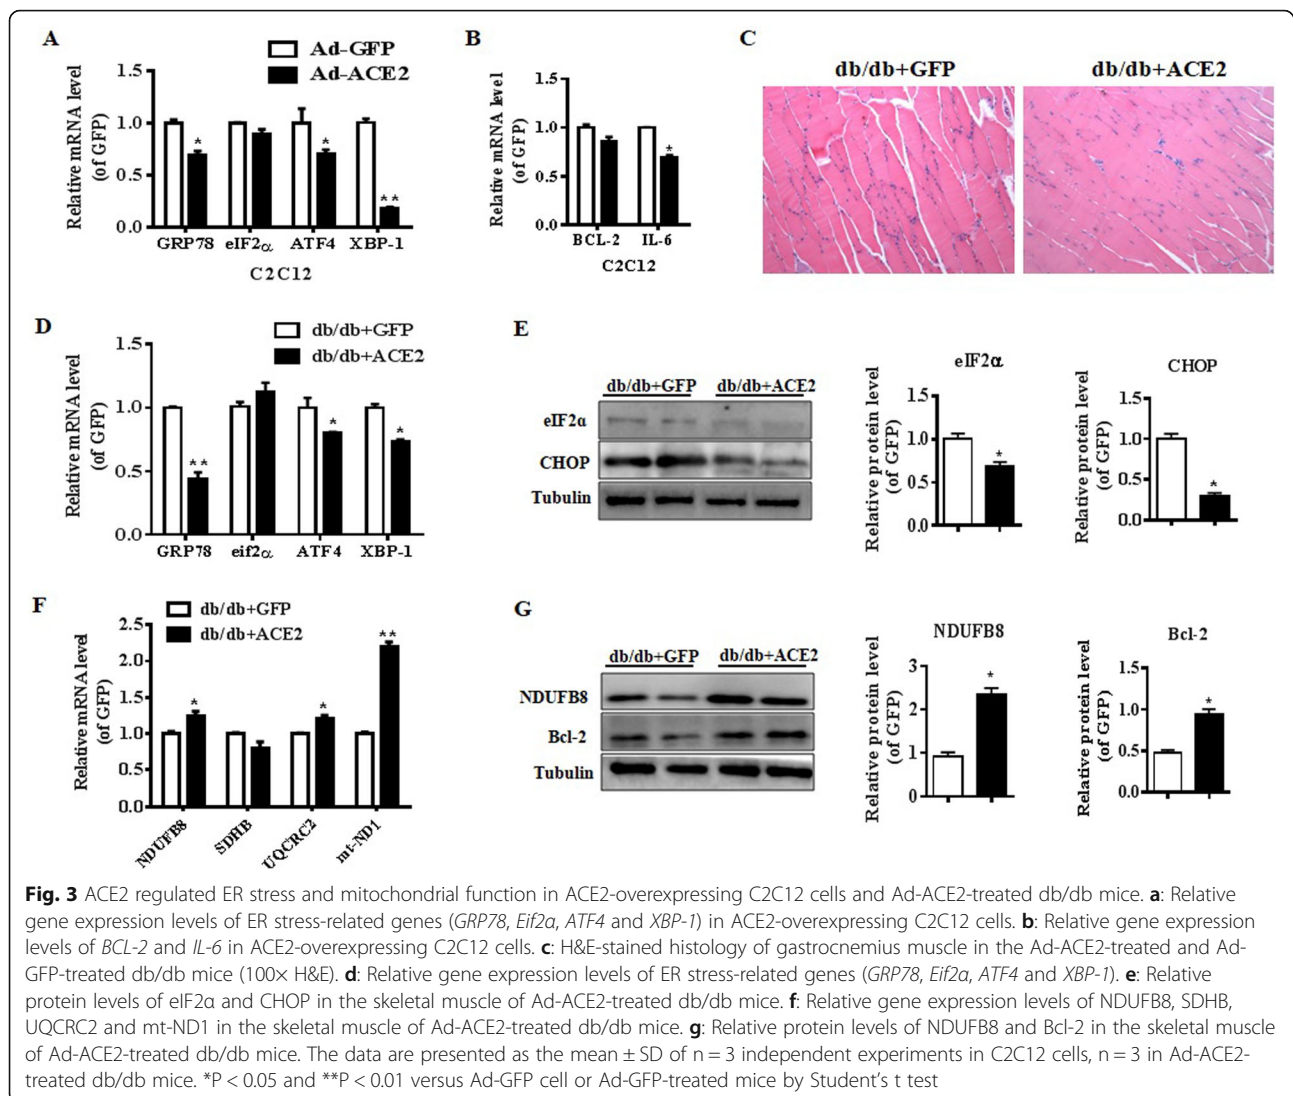 A
Ad-GFP
Ad-ACE2
Relative mRNA level
(of GFP)
1.5
1.0
0.5
0.0
*
*
**
GRP78 eIF2α ATF4 XBP-1
C2C12
B
Relative mRNA level
(of GFP)
1.5
1.0
0.5
0.0
*
BCL-2 IL-6
C2C12
C
db/db+GFP db/db+ACE2
D
db/db+GFP
db/db+ACE2
Relative mRNA level
(of GFP)
1.5
1.0
0.5
0.0
**
*
*
GRP78 eif2α ATF4 XBP-1
E
db/db+GFP db/db+ACE2
eIF2α
CHOP
Tubulin
eIF2α
Relative protein level
(of GFP)
1.5
1.0
0.5
0.0
*
CHOP
Relative protein level
(of GFP)
1.5
1.0
0.5
0.0
*
F
db/db+GFP
db/db+ACE2
Relative mRNA level
(of GFP)
2.5
2.0
1.5
1.0
0.5
0.0
*
*
**
NDUFB8 SDHB UQCRC2 mt-ND1
G
db/db+GFP db/db+ACE2
NDUFB8
Bcl-2
Tubulin
NDUFB8
Relative protein level
(of GFP)
3
2
1
0
*
Bcl-2
Relative protein level
(of GFP)
1.5
1.0
0.5
0.0
*
Fig. 3 ACE2 regulated ER stress and mitochondrial function in ACE2-overexpressing C2C12 cells and Ad-ACE2-treated db/db mice. a: Relative
gene expression levels of ER stress-related genes (GRP78, Eif2α, ATF4 and XBP-1) in ACE2-overexpressing C2C12 cells. b: Relative gene expression
levels of BCL-2 and IL-6 in ACE2-overexpressing C2C12 cells. c: H&E-stained histology of gastrocnemius muscle in the Ad-ACE2-treated and Ad-
GFP-treated db/db mice (100× H&E). d: Relative gene expression levels of ER stress-related genes (GRP78, Eif2α, ATF4 and XBP-1). e: Relative
protein levels of eIF2α and CHOP in the skeletal muscle of Ad-ACE2-treated db/db mice. f: Relative gene expression levels of NDUFB8, SDHB,
UQCRC2 and mt-ND1 in the skeletal muscle of Ad-ACE2-treated db/db mice. g: Relative protein levels of NDUFB8 and Bcl-2 in the skeletal muscle
of Ad-ACE2-treated db/db mice. The data are presented as the mean ± SD of n = 3 independent experiments in C2C12 cells, n = 3 in Ad-ACE2-
treated db/db mice. *P < 0.05 and **P < 0.01 versus Ad-GFP cell or Ad-GFP-treated mice by Student's t test